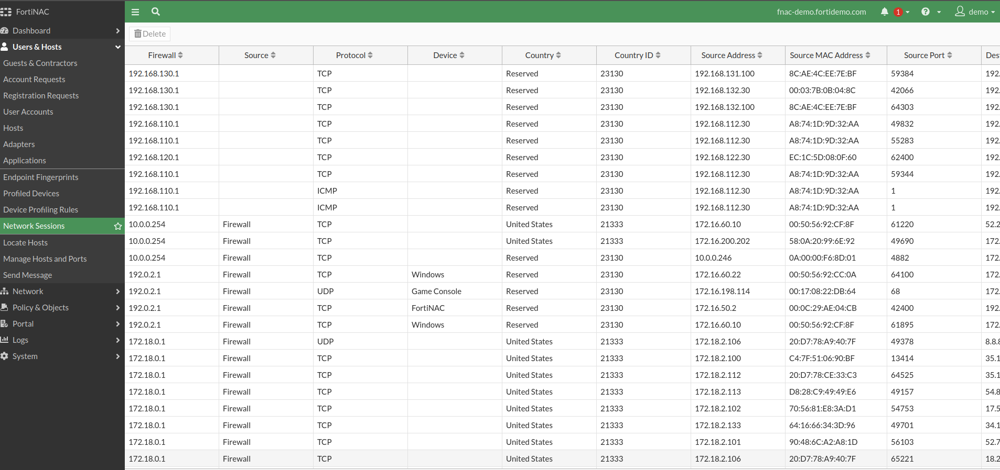 FortiNAC
fnac-demo.fortidemo.com 1 demo
Dashboard
Users & Hosts
Guests & Contractors
Account Requests
Registration Requests
User Accounts
Hosts
Adapters
Applications
Endpoint Fingerprints
Profiled Devices
Device Profiling Rules
Network Sessions
Locate Hosts
Manage Hosts and Ports
Send Message
Network
Policy & Objects
Portal
Logs
System
Delete
Firewall Source Protocol Device Country Country ID Source Address Source MAC Address Source Port Des
192.168.130.1 TCP Reserved 23130 192.168.131.100 8C:AE:4C:EE:7E:BF 59384 192.
192.168.130.1 TCP Reserved 23130 192.168.132.30 00:03:7B:0B:04:8C 42066 192.
192.168.130.1 TCP Reserved 23130 192.168.132.100 8C:AE:4C:EE:7E:BF 64303 192.
192.168.110.1 TCP Reserved 23130 192.168.112.30 A8:74:1D:9D:32:AA 49832 192.
192.168.110.1 TCP Reserved 23130 192.168.112.30 A8:74:1D:9D:32:AA 55283 192.
192.168.120.1 TCP Reserved 23130 192.168.122.30 EC:1C:5D:08:0F:60 62400 192.
192.168.110.1 TCP Reserved 23130 192.168.112.30 A8:74:1D:9D:32:AA 59344 192.
192.168.110.1 ICMP Reserved 23130 192.168.112.30 A8:74:1D:9D:32:AA 1 192.
192.168.110.1 ICMP Reserved 23130 192.168.112.30 A8:74:1D:9D:32:AA 1 192.
10.0.0.254 Firewall TCP United States 21333 172.16.60.10 00:50:56:92:CF:8F 61220 52.2
10.0.0.254 Firewall TCP United States 21333 172.16.200.202 58:0A:20:99:6E:92 49690 172.
10.0.0.254 Firewall TCP Reserved 23130 10.0.0.246 0A:00:00:F6:8D:01 4882 172.
192.0.2.1 Firewall TCP Windows Reserved 23130 172.16.60.22 00:50:56:92:CC:0A 64100 172.
192.0.2.1 Firewall UDP Game Console Reserved 23130 172.16.198.114 00:17:08:22:DB:64 68 172.
192.0.2.1 Firewall TCP FortiNAC Reserved 23130 172.16.50.2 00:0C:29:AE:04:CB 42400 192.
192.0.2.1 Firewall TCP Windows Reserved 23130 172.16.60.10 00:50:56:92:CF:8F 61895 172.
172.18.0.1 Firewall UDP United States 21333 172.18.2.106 20:D7:78:A9:40:7F 49378 8.8.8
172.18.0.1 Firewall TCP United States 21333 172.18.2.100 C4:7F:51:06:90:BF 13414 35.1
172.18.0.1 Firewall TCP United States 21333 172.18.2.112 20:D7:78:CE:33:C3 64525 35.1
172.18.0.1 Firewall TCP United States 21333 172.18.2.113 D8:28:C9:49:49:E6 49157 54.8
172.18.0.1 Firewall TCP United States 21333 172.18.2.102 70:56:81:E8:3A:D1 54753 17.5
172.18.0.1 Firewall TCP United States 21333 172.18.2.133 64:16:66:34:3D:96 49701 34.1
172.18.0.1 Firewall TCP United States 21333 172.18.2.101 90:48:6C:A2:A8:1D 56103 52.7
172.18.0.1 Firewall TCP United States 21333 172.18.2.106 20:D7:78:A9:40:7F 65221 18.2